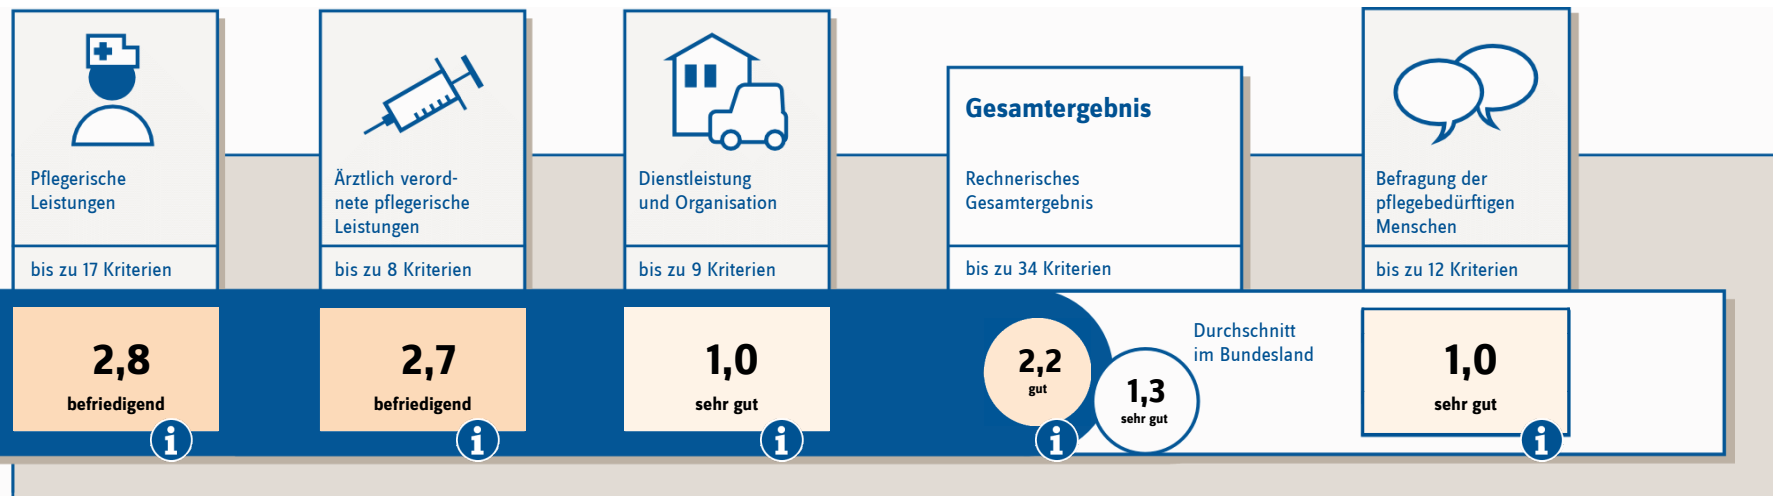 Pflegerische
Leistungen
bis zu 17 Kriterien
2,8
befriedigend
i
Ärztlich verord-
nete pflegerische
Leistungen
bis zu 8 Kriterien
2,7
befriedigend
i
Dienstleistung
und Organisation
bis zu 9 Kriterien
1,0
sehr gut
i
Gesamtergebnis
Rechnerisches
Gesamtergebnis
bis zu 34 Kriterien
2,2
gut
i
1,3
sehr gut
Durchschnitt
im Bundesland
Befragung der
pflegebedürftigen
Menschen
bis zu 12 Kriterien
1,0
sehr gut
i